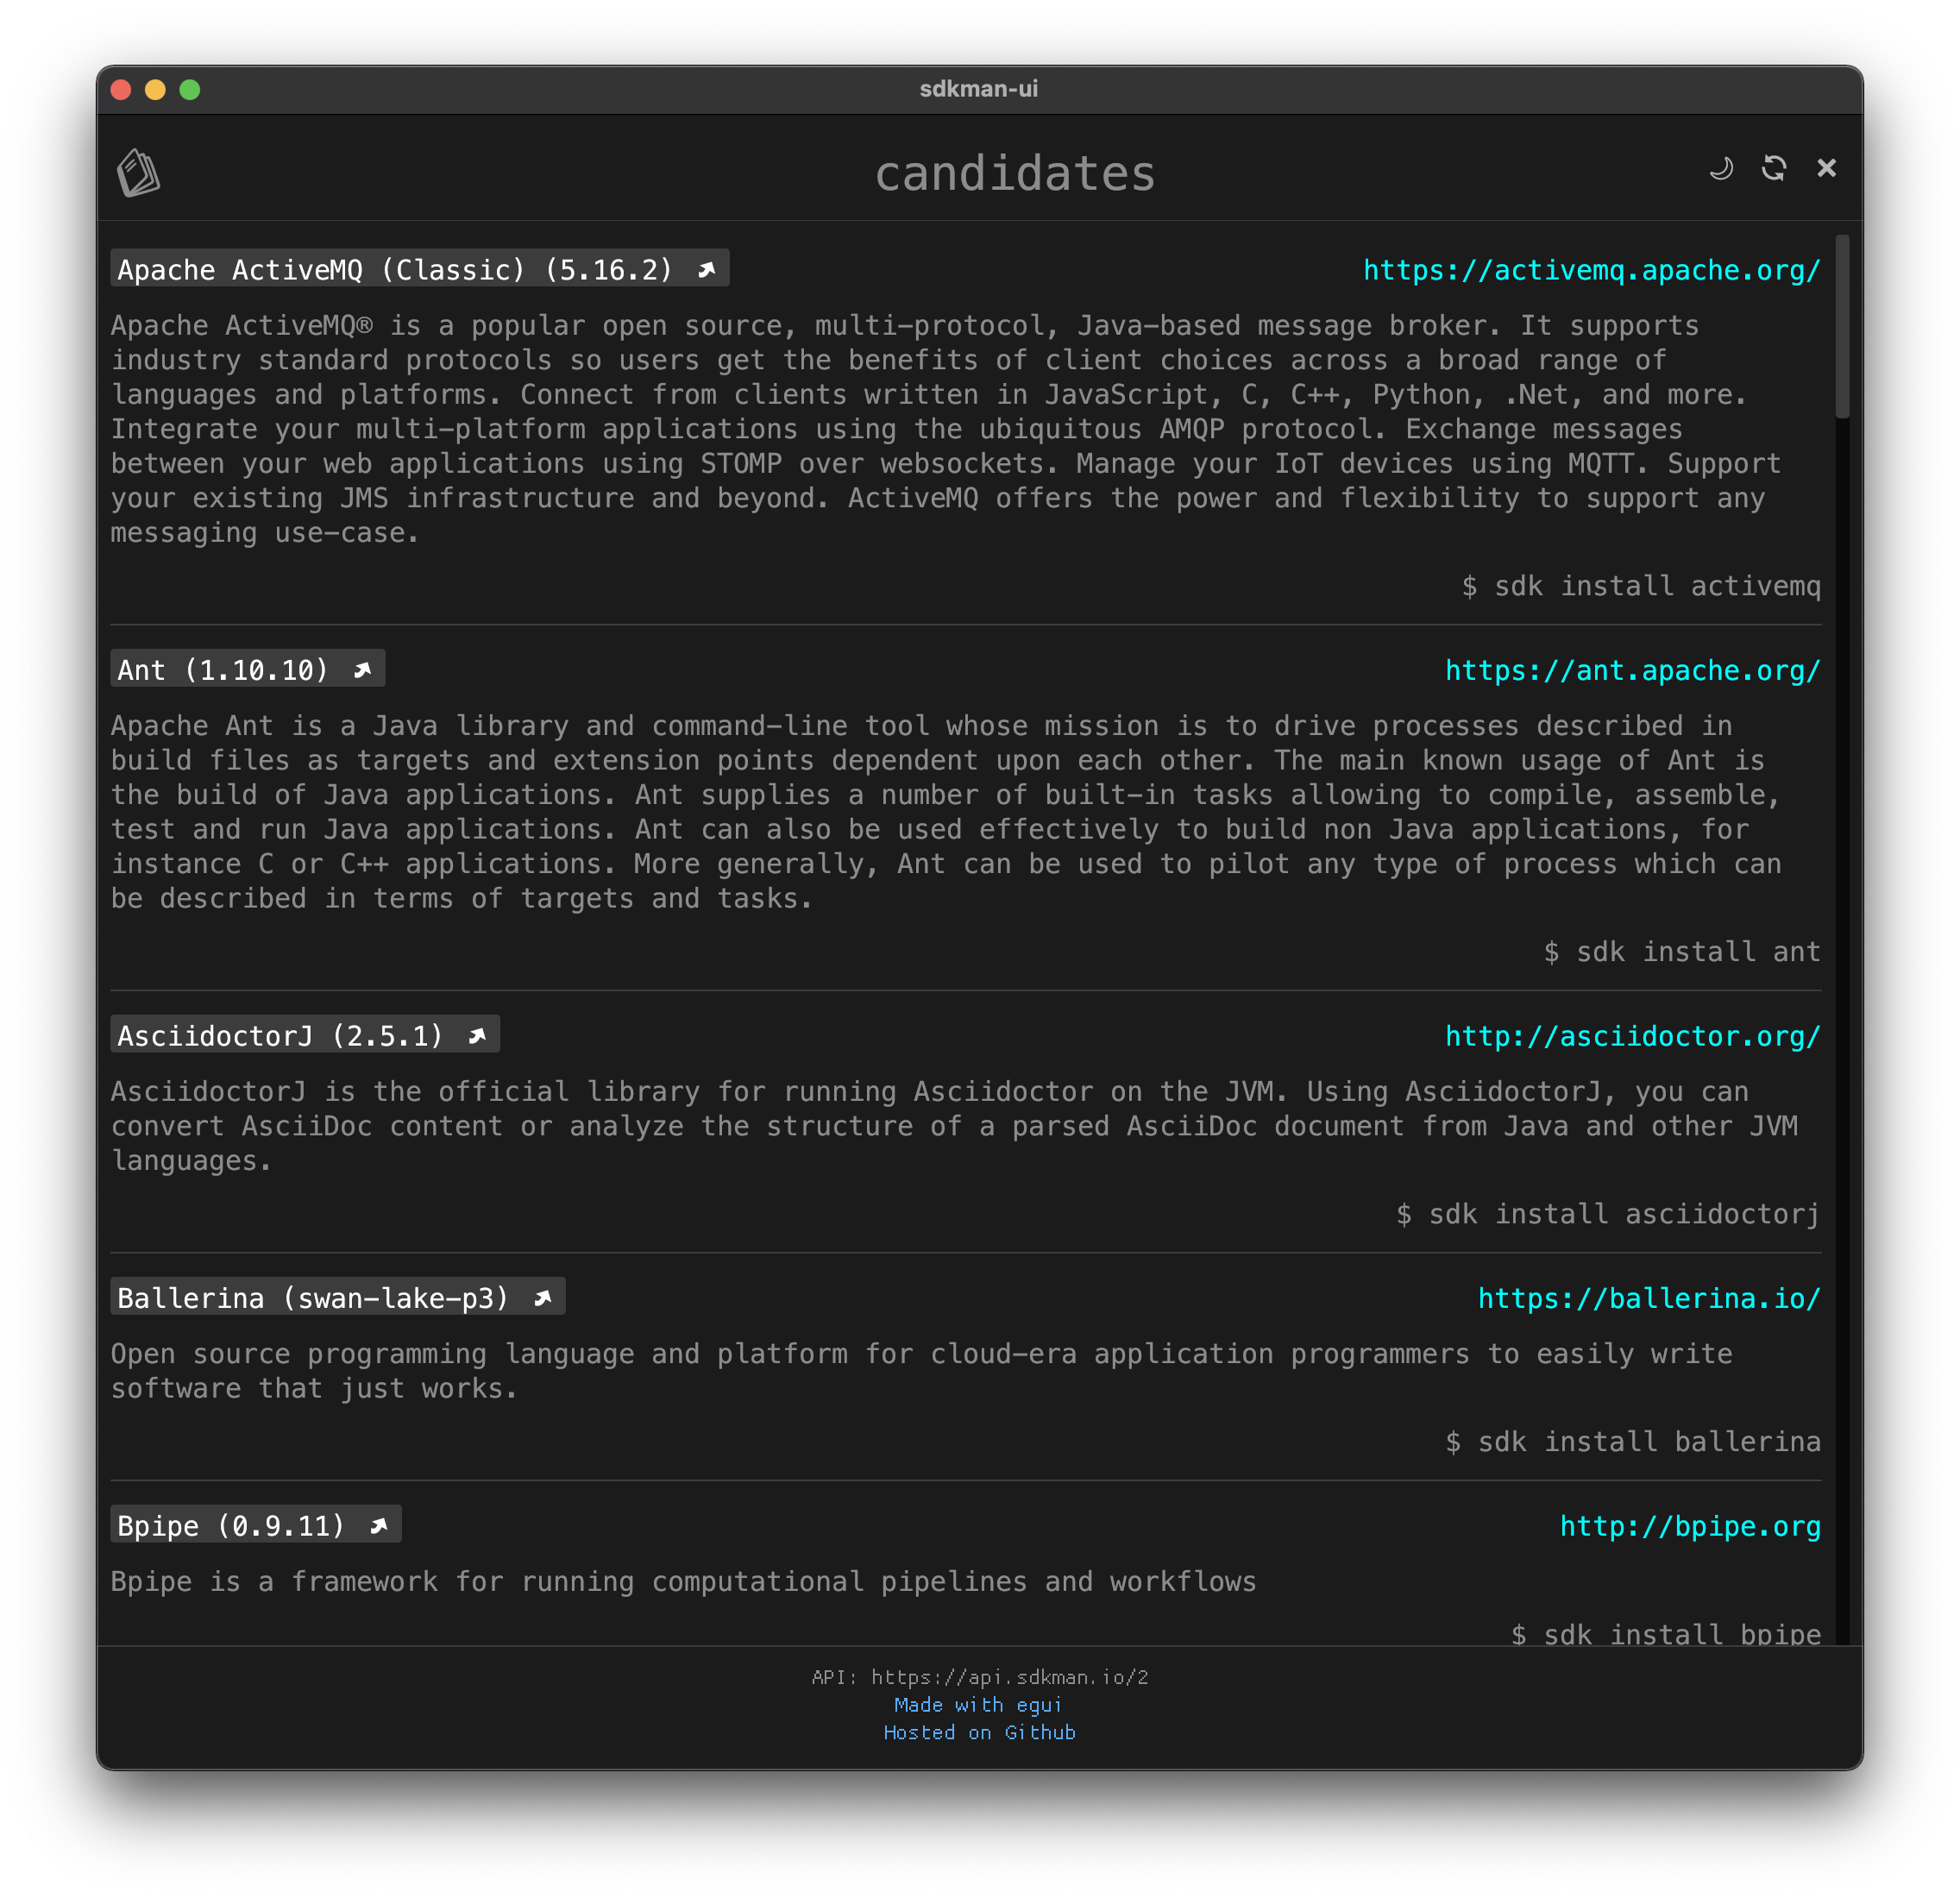 sdkman-ui
candidates
Apache ActiveMQ (Classic) (5.16.2)
https://activemq.apache.org/
Apache ActiveMQ® is a popular open source, multi-protocol, Java-based message broker. It supports
industry standard protocols so users get the benefits of client choices across a broad range of
languages and platforms. Connect from clients written in JavaScript, C, C++, Python, .Net, and more.
Integrate your multi-platform applications using the ubiquitous AMQP protocol. Exchange messages
between your web applications using STOMP over websockets. Manage your IoT devices using MQTT. Support
your existing JMS infrastructure and beyond. ActiveMQ offers the power and flexibility to support any
messaging use-case.
$ sdk install activemq
Ant (1.10.10)
https://ant.apache.org/
Apache Ant is a Java library and command-line tool whose mission is to drive processes described in
build files as targets and extension points dependent upon each other. The main known usage of Ant is
the build of Java applications. Ant supplies a number of built-in tasks allowing to compile, assemble,
test and run Java applications. Ant can also be used effectively to build non Java applications, for
instance C or C++ applications. More generally, Ant can be used to pilot any type of process which can
be described in terms of targets and tasks.
$ sdk install ant
AsciidoctorJ (2.5.1)
http://asciidoctor.org/
AsciidoctorJ is the official library for running Asciidoctor on the JVM. Using AsciidoctorJ, you can
convert AsciiDoc content or analyze the structure of a parsed AsciiDoc document from Java and other JVM
languages.
$ sdk install asciidoctorj
Ballerina (swan-lake-p3)
https://ballerina.io/
Open source programming language and platform for cloud-era application programmers to easily write
software that just works.
$ sdk install ballerina
Bpipe (0.9.11)
http://bpipe.org
Bpipe is a framework for running computational pipelines and workflows
$ sdk install bpipe
API: https://api.sdkman.io/2
Made with egui
Hosted on Github